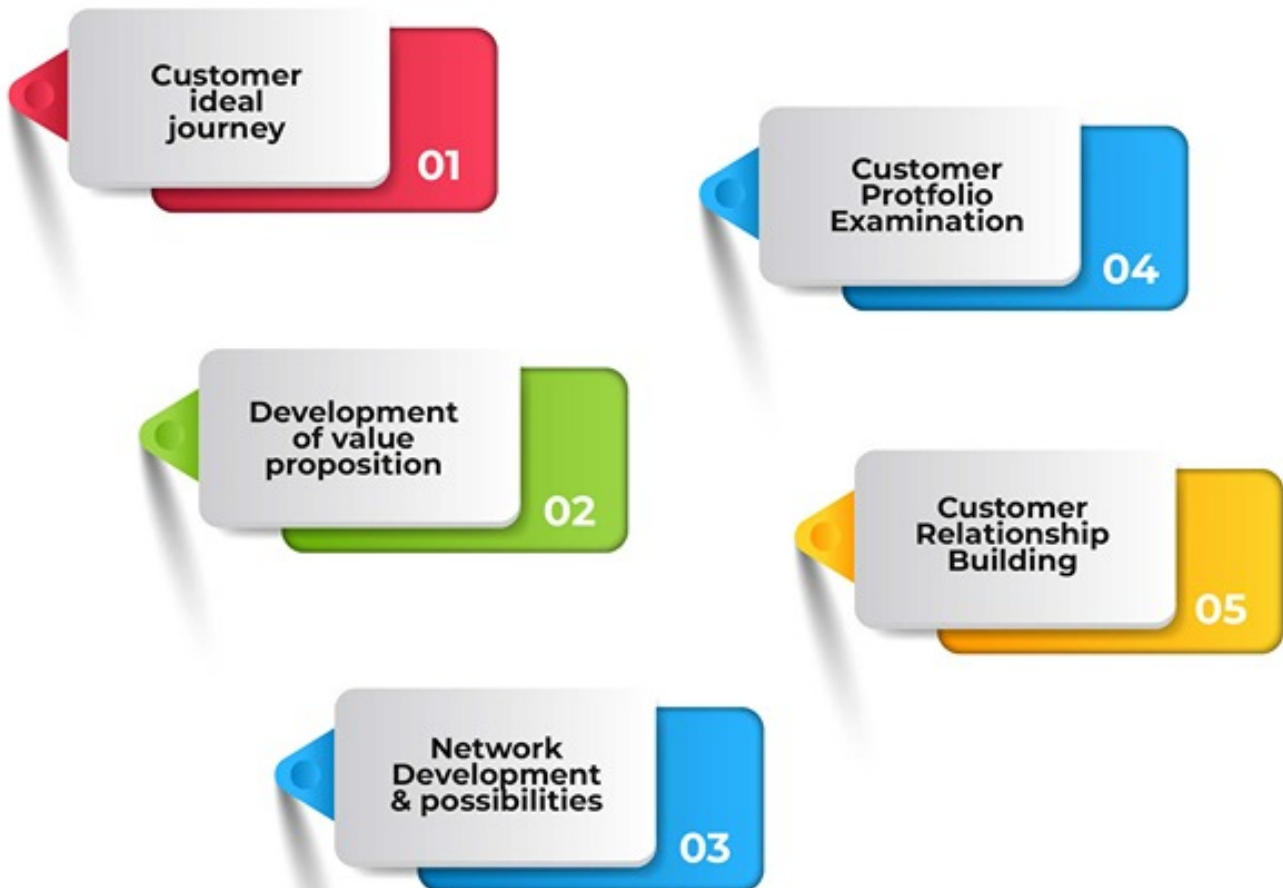 Customer
ideal
journey
01
Development
of value
proposition
02
Network
Development
& possibilities
03
Customer
Protfolio
Examination
04
Customer
Relationship
Building
05